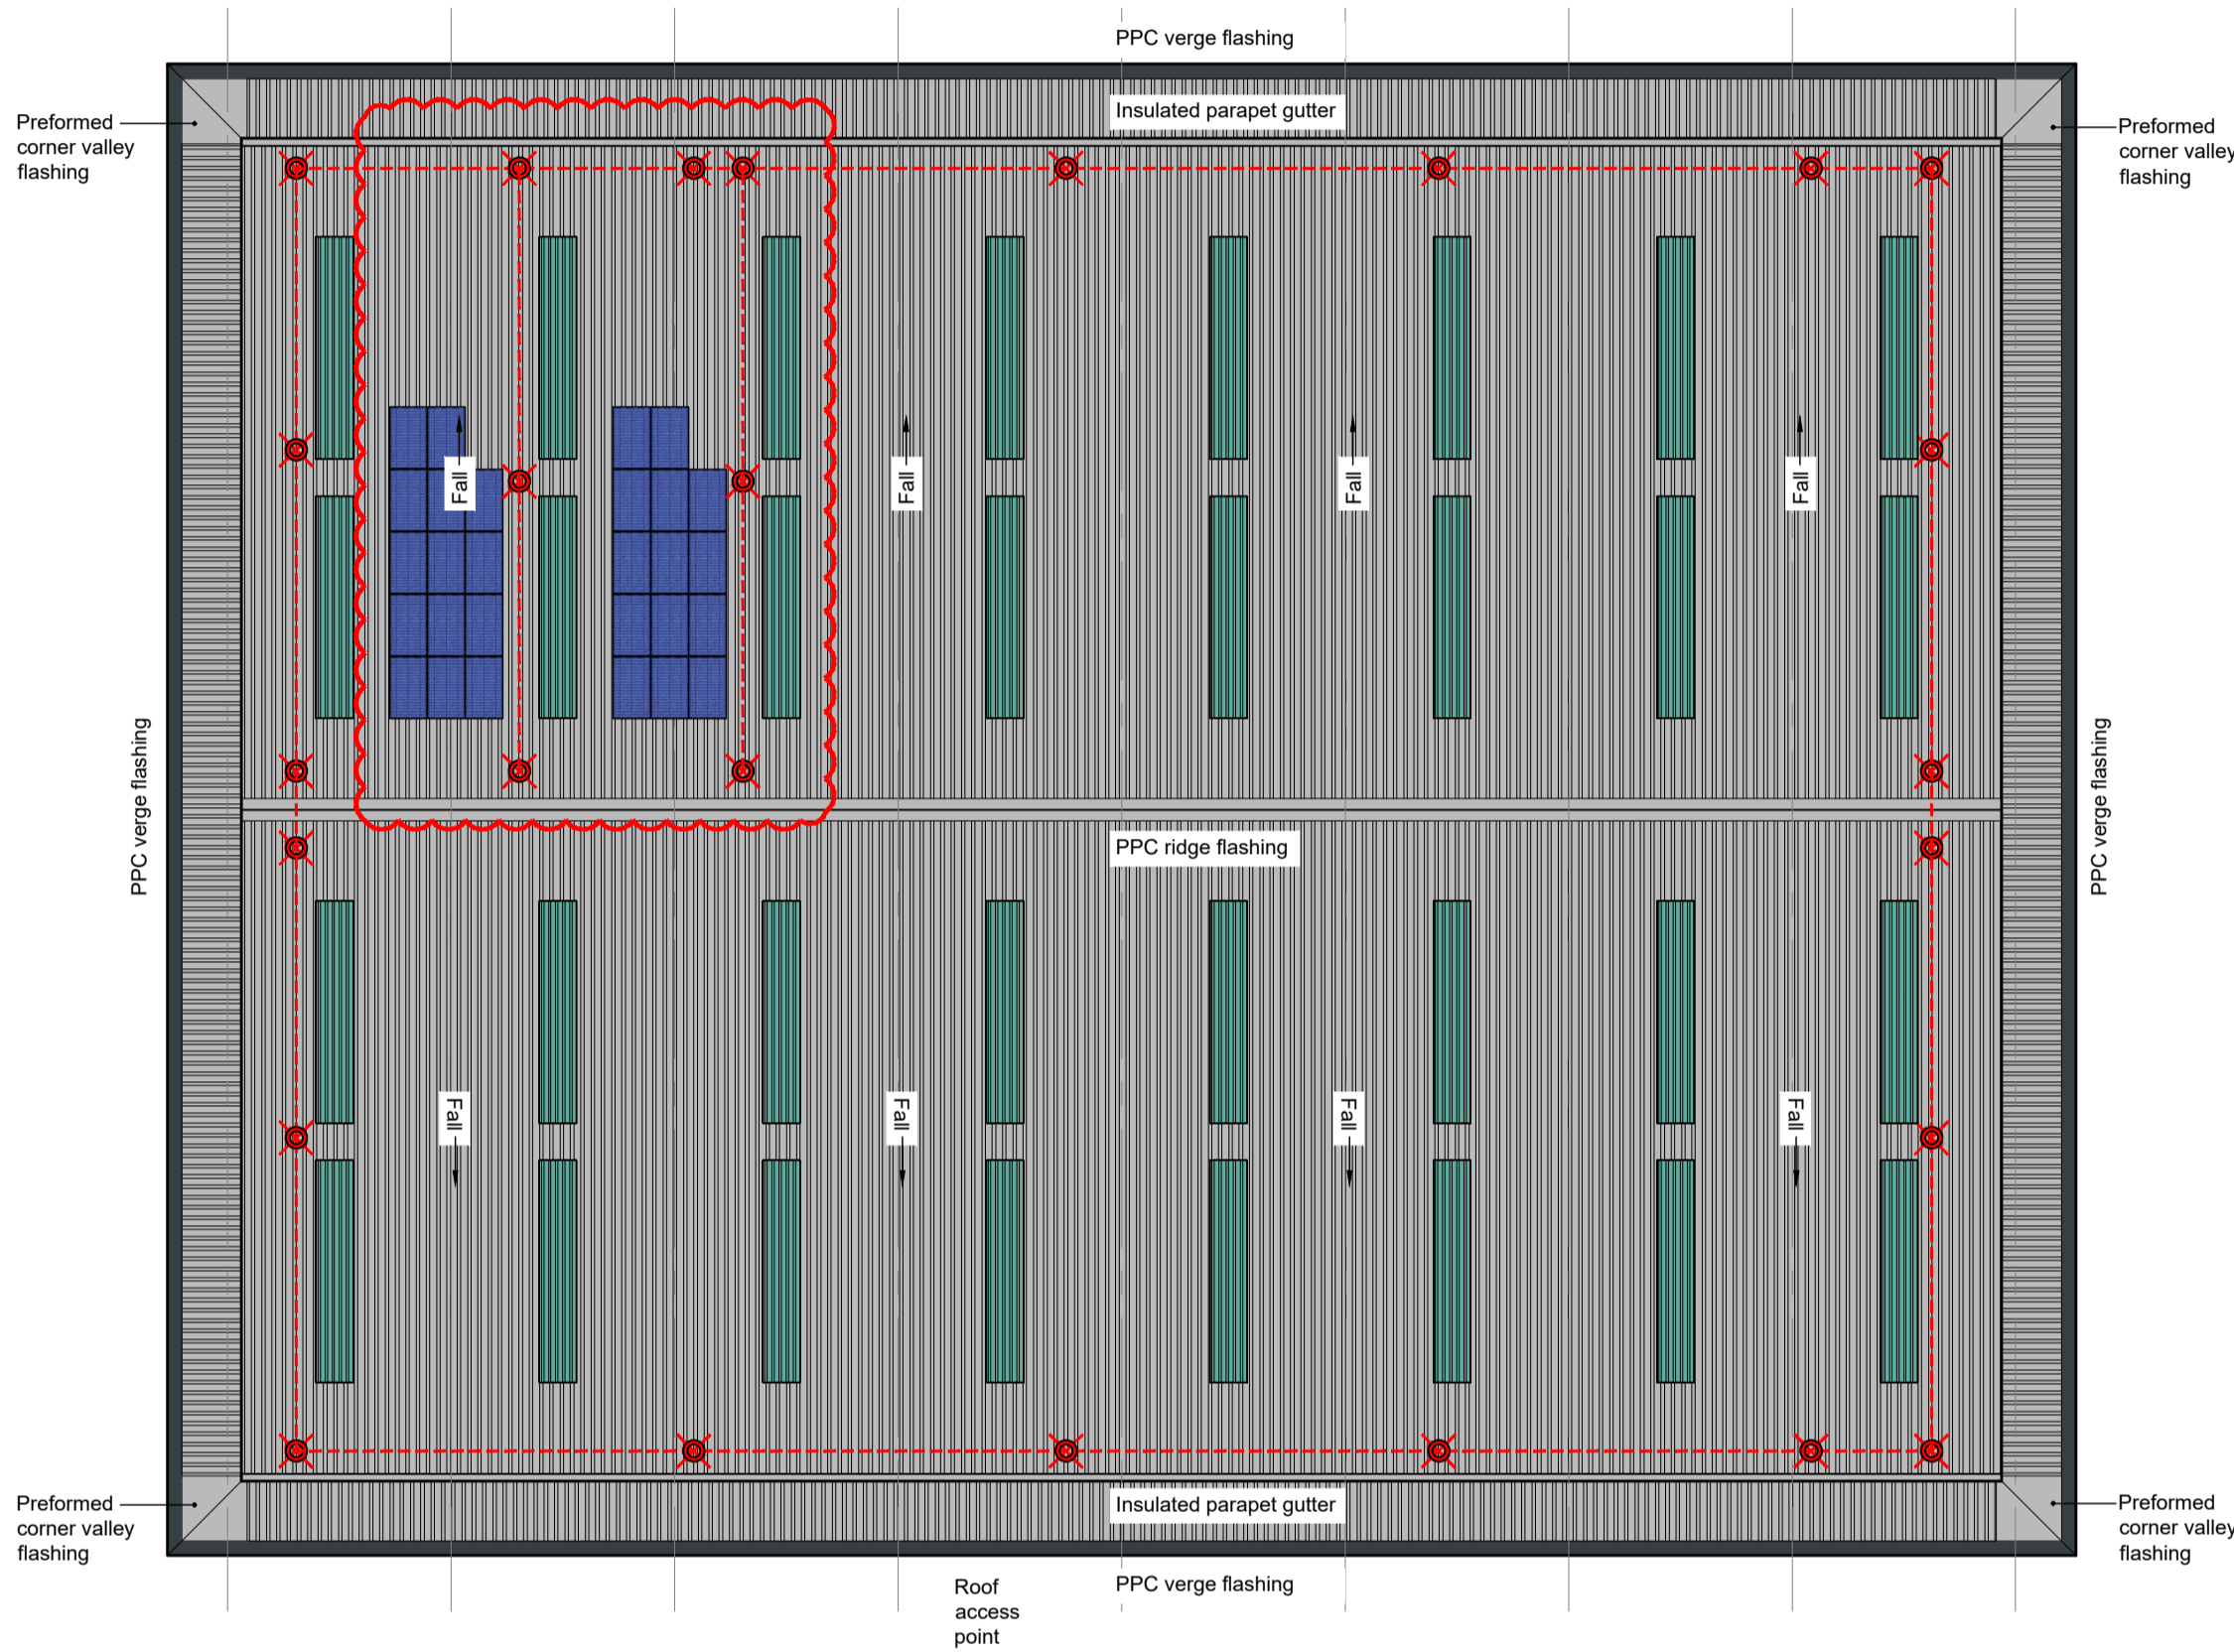 PPC verge flashing
Insulated parapet gutter
Preformed
corner valley
flashing
Preformed
corner valley
flashing
Fall
Fall
Fall
Fall
PPC verge flashing
PPC verge flashing
PPC ridge flashing
Fall
Fall
Fall
Fall
Insulated parapet gutter
Preformed
corner valley
flashing
Preformed
corner valley
flashing
PPC verge flashing
Roof
access
point